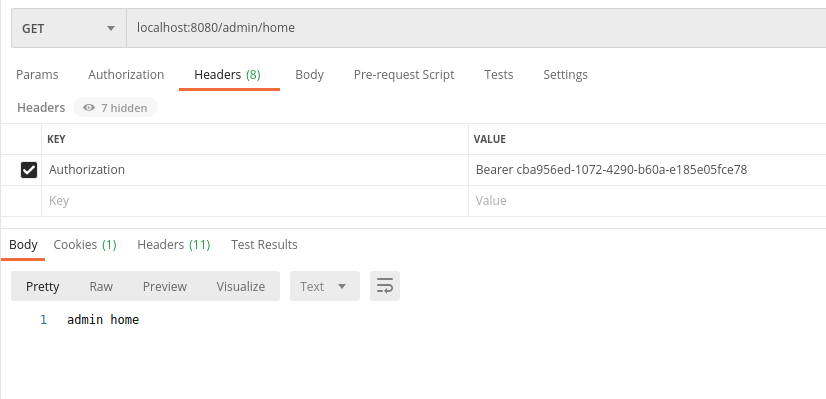 GET localhost:8080/admin/home
Params Authorization Headers (8) Body Pre-request Script Tests Settings
Headers 7 hidden
KEY VALUE
Authorization Bearer cba956ed-1072-4290-b60a-e185e05fce78
Key Value
Body Cookies (1) Headers (11) Test Results
Pretty Raw Preview Visualize Text
1 admin home